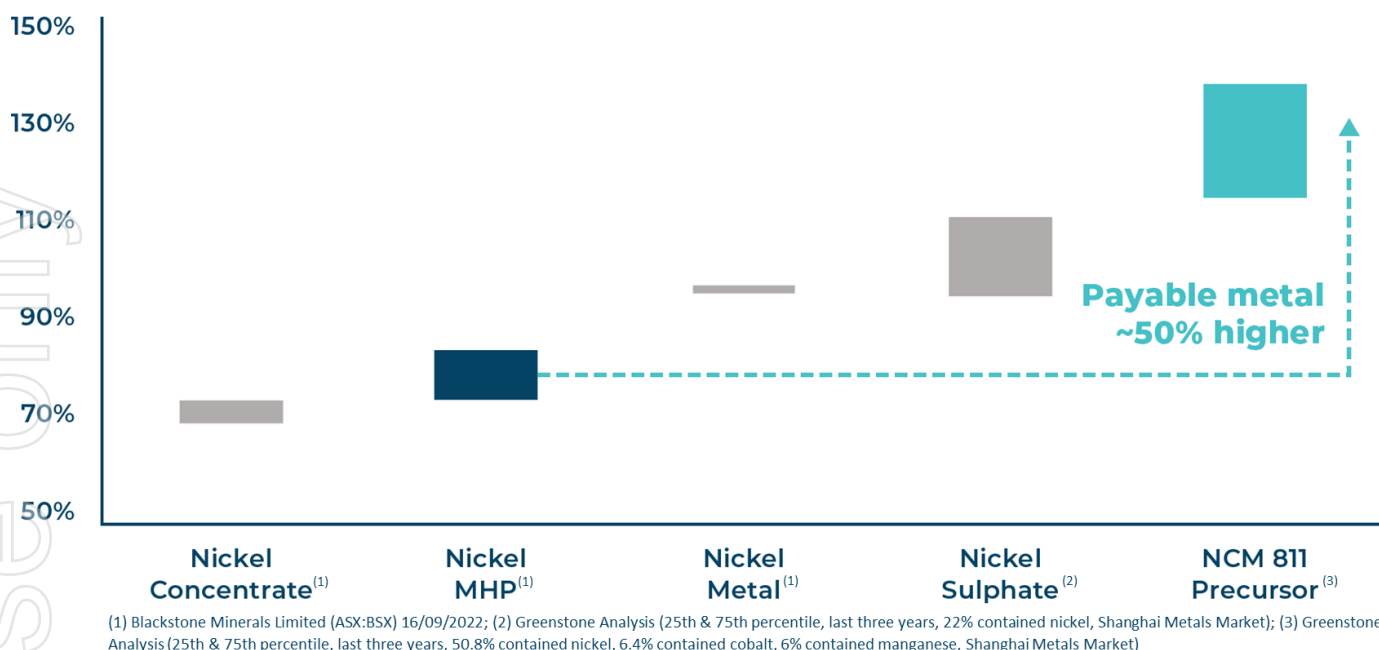 150%
130%
110%
90%
70%
50%
Payable metal
~50% higher
Nickel
Concentrate(1)
Nickel
MHP(1)
Nickel
Metal(1)
Nickel
Sulphate(2)
NCM 811
Precursor(3)
(1) Blackstone Minerals Limited (ASX:BSX) 16/09/2022; (2) Greenstone Analysis (25th & 75th percentile, last three years, 22% contained nickel, Shanghai Metals Market); (3) Greenstone
Analysis (25th & 75th percentile, last three years, 50.8% contained nickel, 6.4% contained cobalt, 6% contained manganese, Shanghai Metals Market)
se only